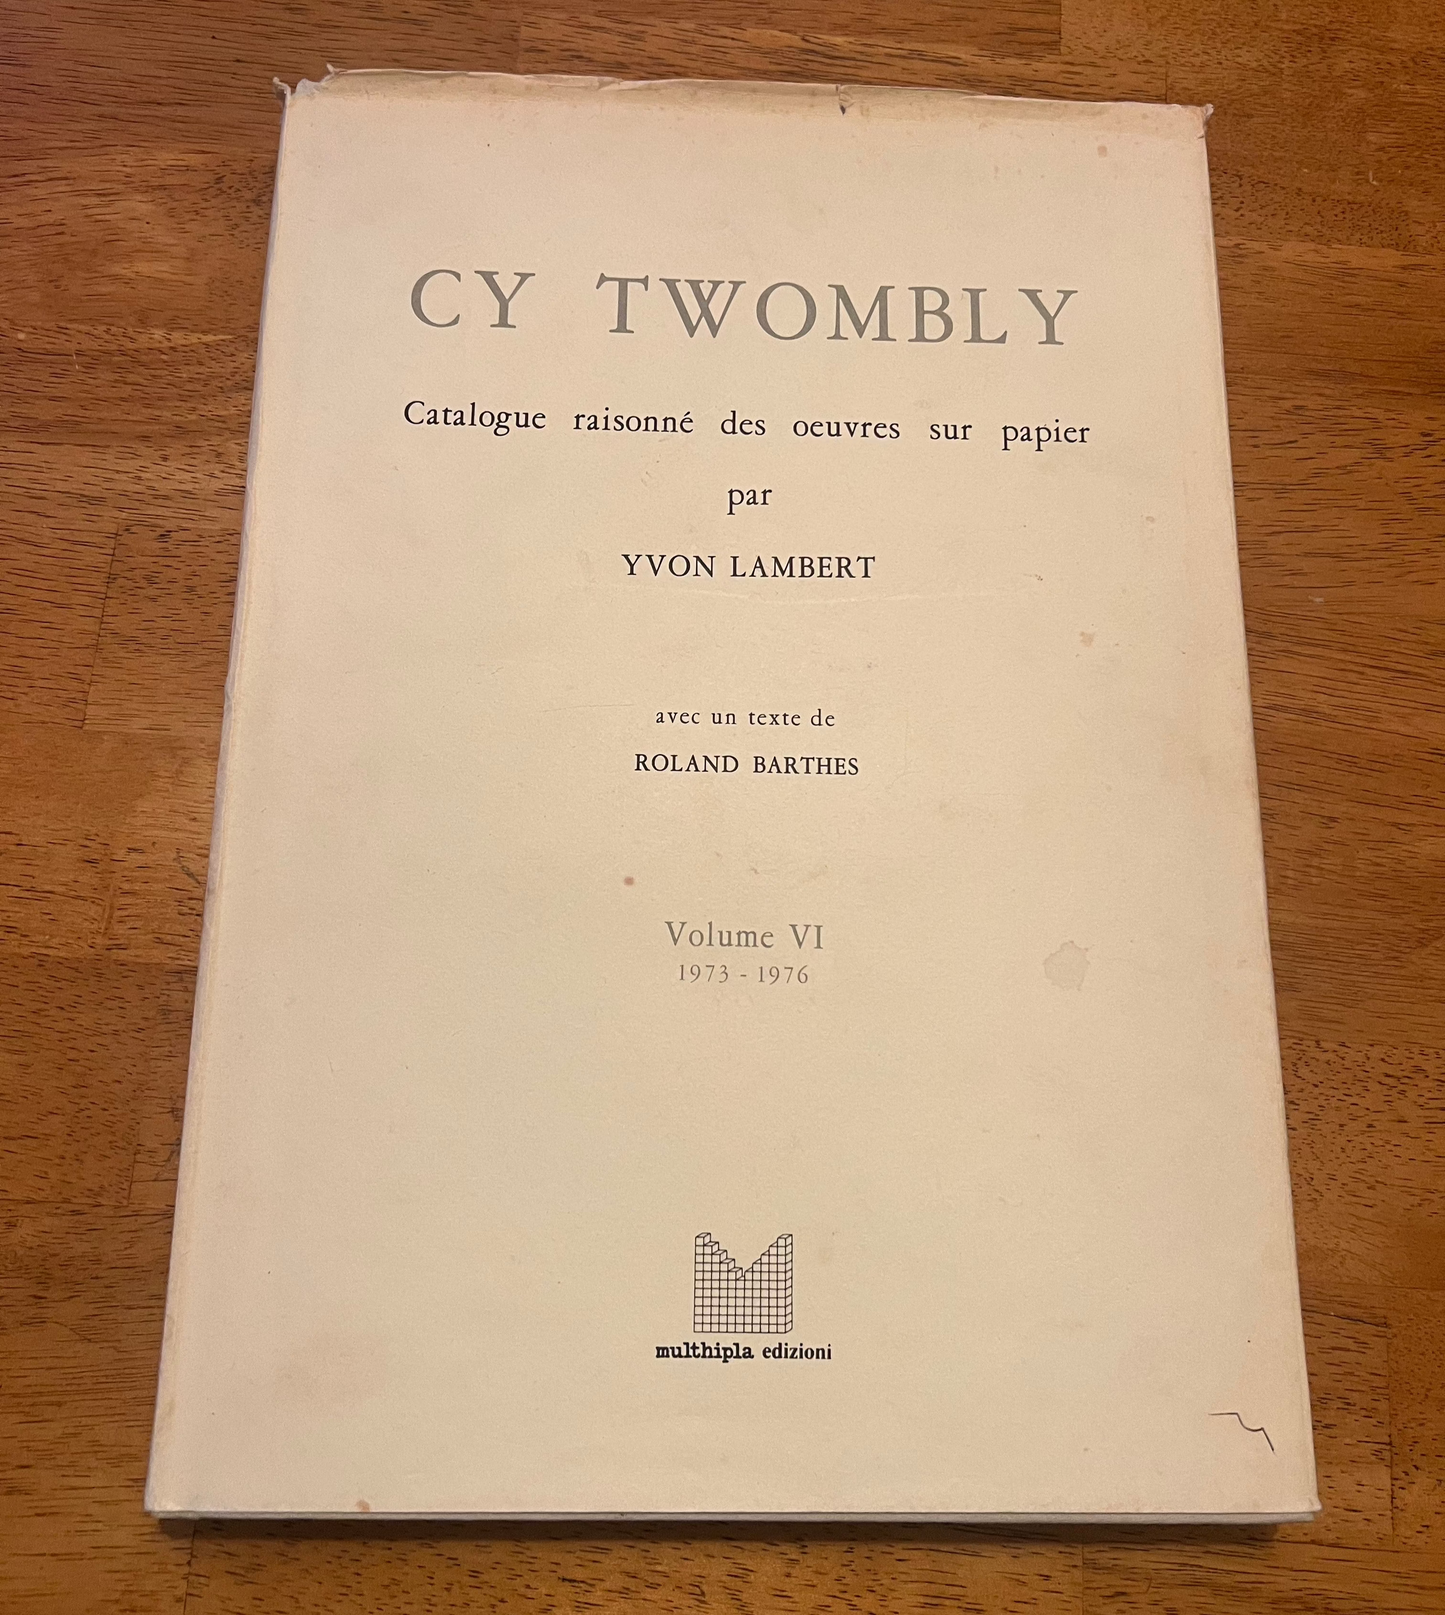 CY TWOMBLY
Catalogue raisonné des oeuvres sur papier
par
YVON LAMBERT
avec un texte de
ROLAND BARTHES
Volume VI
1973 - 1976
multhipla edizioni